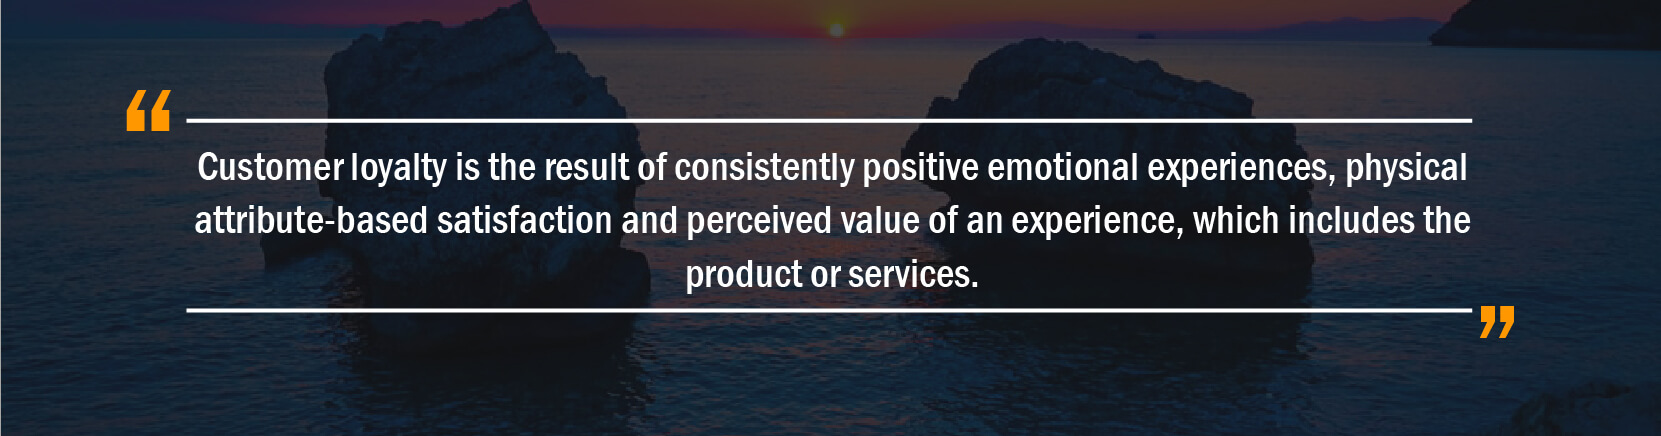 “
Customer loyalty is the result of consistently positive emotional experiences, physical
attribute-based satisfaction and perceived value of an experience, which includes the
product or services.
”